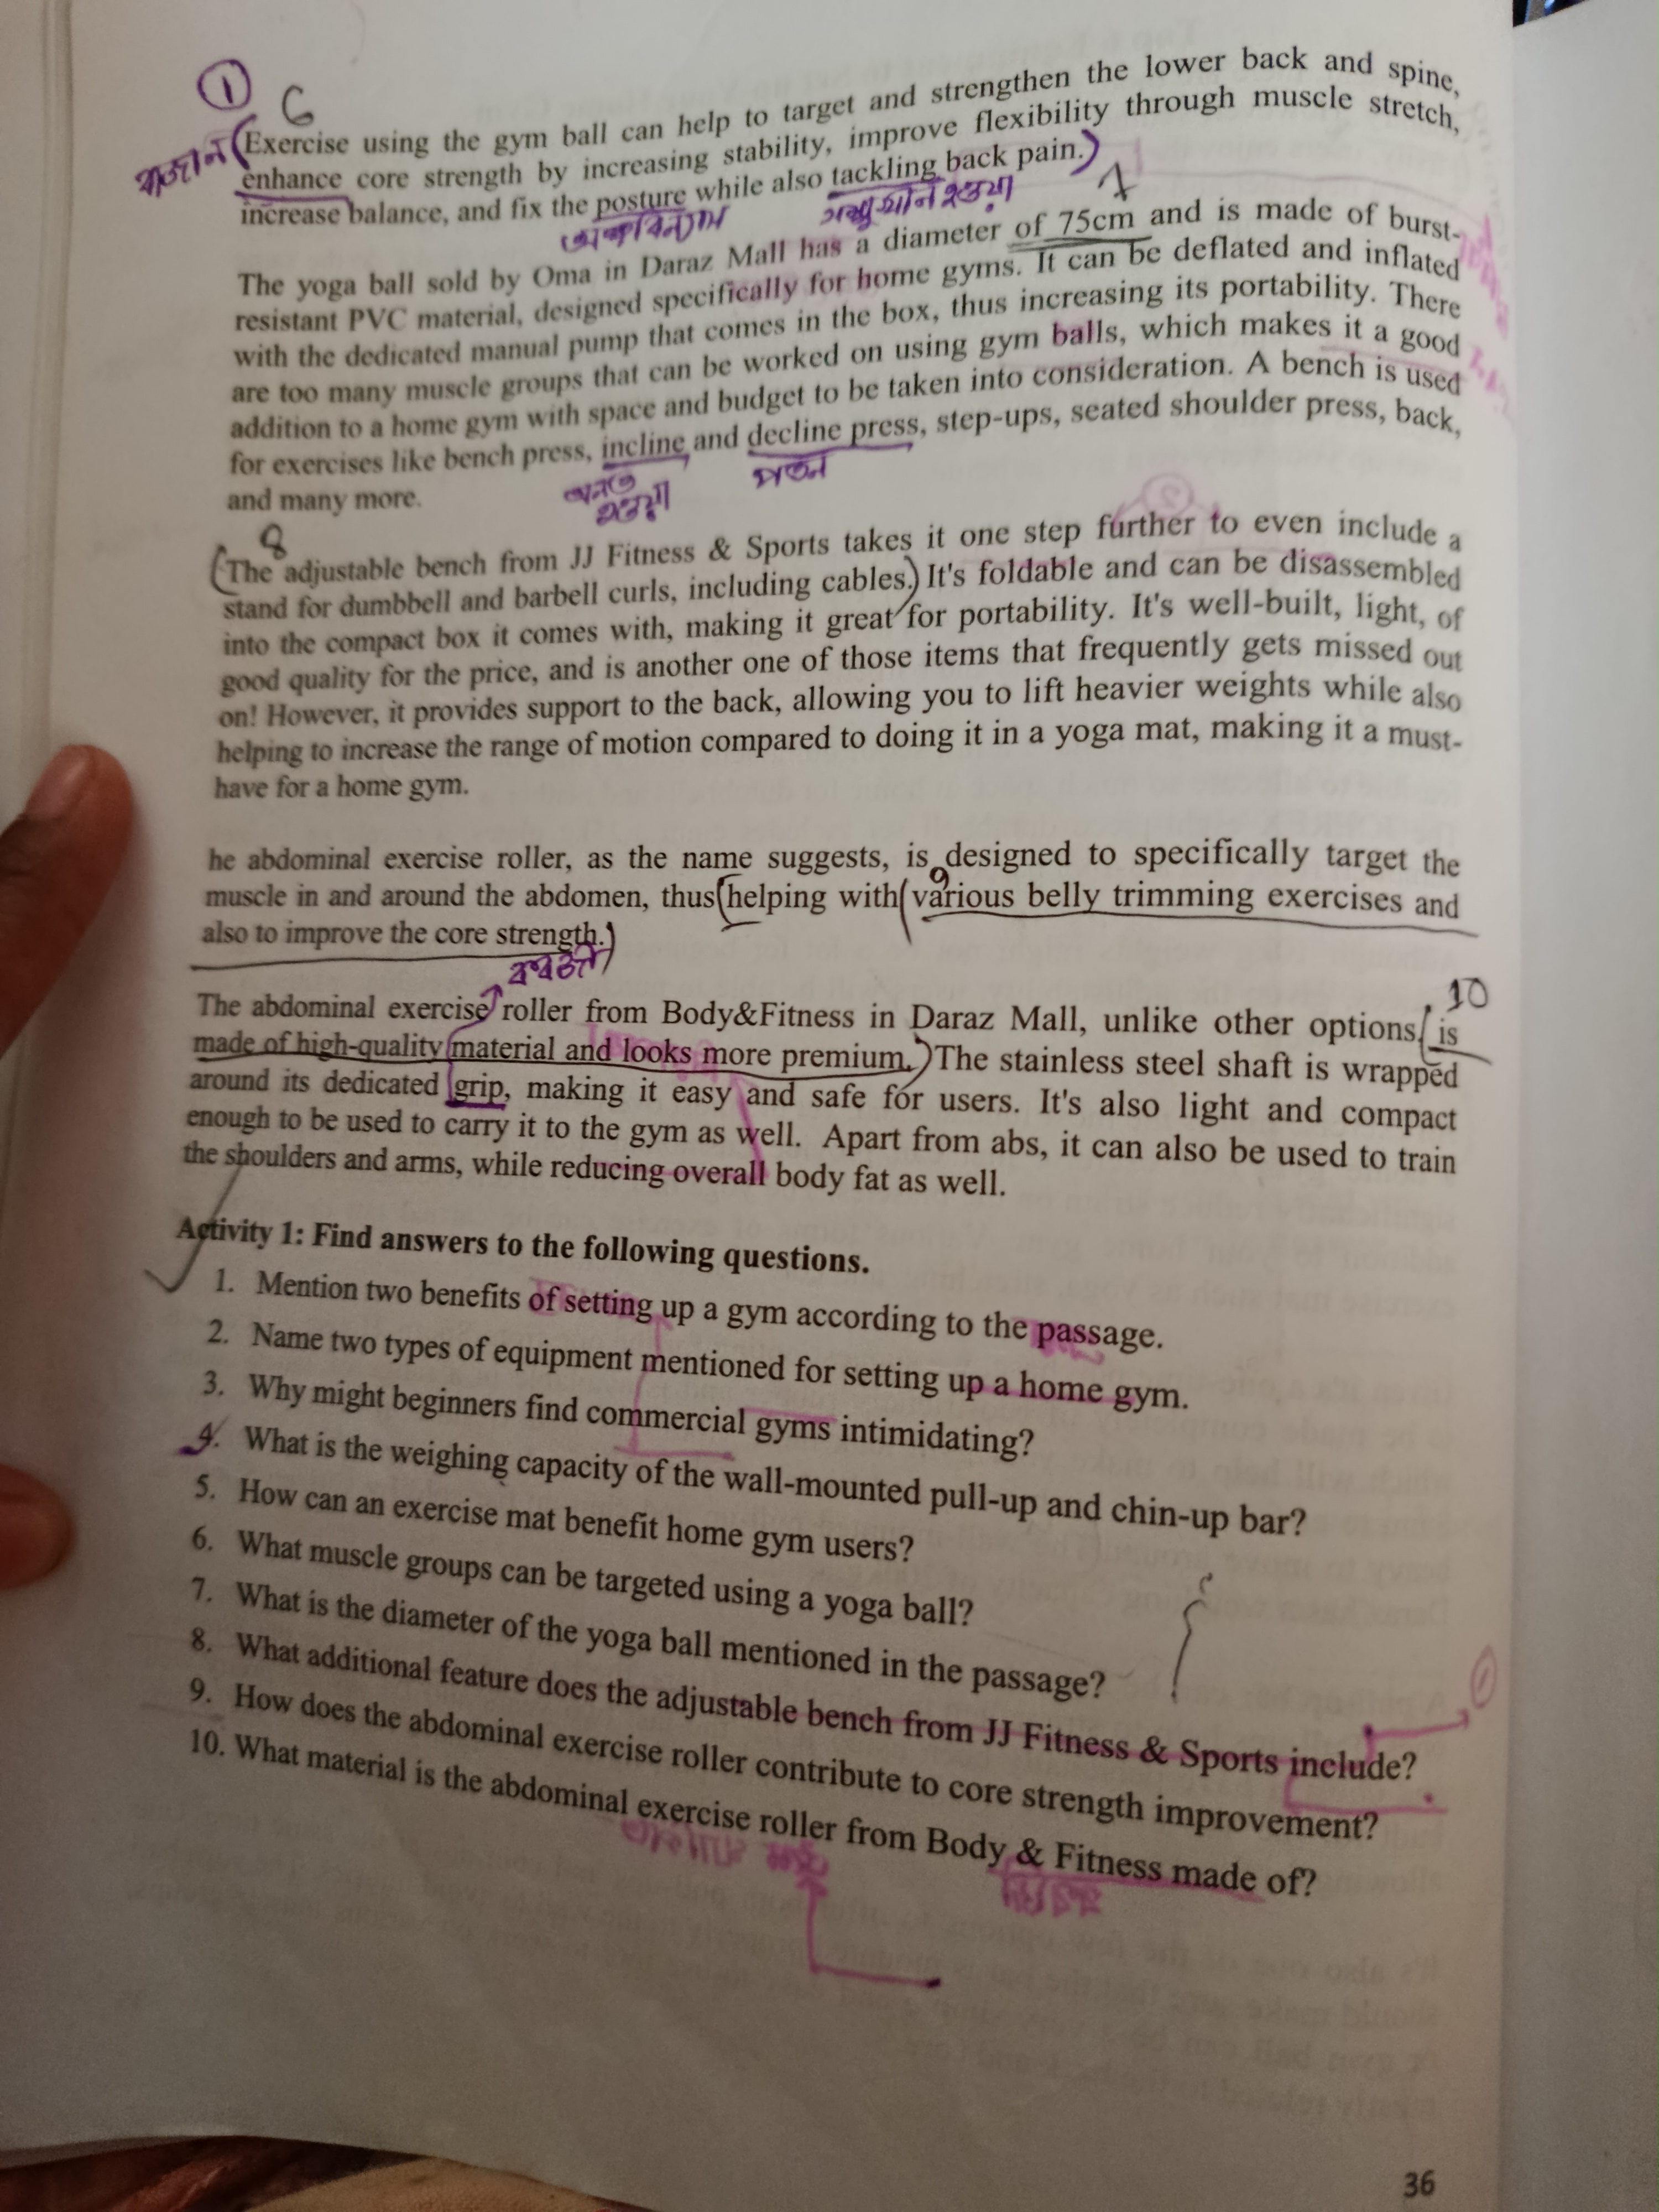 1
6
বাড়ান
Exercise using the gym ball can help to target and strengthen the lower back and spine,
enhance core strength by increasing stability, improve flexibility through muscle stretch,
increase balance, and fix the posture while also tackling back pain.
অঙ্গবিন্যাস
সম্মুখীন হওয়া
7
The yoga ball sold by Oma in Daraz Mall has a diameter of 75cm and is made of burst-
resistant PVC material, designed specifically for home gyms. It can be deflated and inflated
with the dedicated manual pump that comes in the box, thus increasing its portability. There
are too many muscle groups that can be worked on using gym balls, which makes it a good
addition to a home gym with space and budget to be taken into consideration. A bench is used
for exercises like bench press, incline and decline press, step-ups, seated shoulder press, back,
and many more.
পতন
8
The adjustable bench from JJ Fitness & Sports takes it one step further to even include a
stand for dumbbell and barbell curls, including cables. It's foldable and can be disassembled
into the compact box it comes with, making it great for portability. It's well-built, light, of
good quality for the price, and is another one of those items that frequently gets missed out
on! However, it provides support to the back, allowing you to lift heavier weights while also
helping to increase the range of motion compared to doing it in a yoga mat, making it a must-
have for a home gym.
he abdominal exercise roller, as the name suggests, is designed to specifically target the
9
muscle in and around the abdomen, thus helping with various belly trimming exercises and
also to improve the core strength.
10
The abdominal exercise roller from Body&Fitness in Daraz Mall, unlike other options, is
made of high-quality material and looks more premium. The stainless steel shaft is wrapped
around its dedicated grip, making it easy and safe for users. It's also light and compact
enough to be used to carry it to the gym as well. Apart from abs, it can also be used to train
the shoulders and arms, while reducing overall body fat as well.
Activity 1: Find answers to the following questions.
1. Mention two benefits of setting up a gym according to the passage.
2. Name two types of equipment mentioned for setting up a home gym.
3. Why might beginners find commercial gyms intimidating?
4. What is the weighing capacity of the wall-mounted pull-up and chin-up bar?
5. How can an exercise mat benefit home gym users?
6. What muscle groups can be targeted using a yoga ball?
7. What is the diameter of the yoga ball mentioned in the passage?
8. What additional feature does the adjustable bench from JJ Fitness & Sports include?
9. How does the abdominal exercise roller contribute to core strength improvement?
10. What material is the abdominal exercise roller from Body & Fitness made of?
36